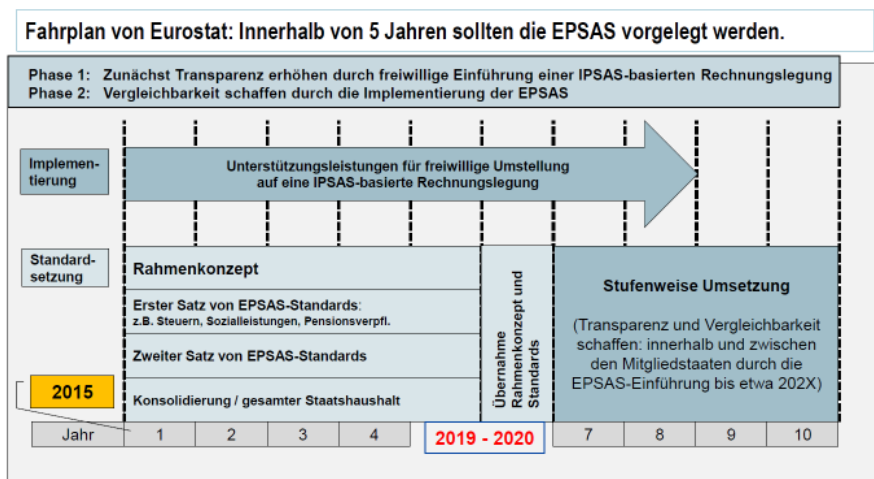 Fahrplan von Eurostat: Innerhalb von 5 Jahren sollten die EPSAS vorgelegt werden.
Phase 1: Zunächst Transparenz erhöhen durch freiwillige Einführung einer IPSAS-basierten Rechnungslegung
Phase 2: Vergleichbarkeit schaffen durch die Implementierung der EPSAS
Implemen-
tierung
Unterstützungsleistungen für freiwillige Umstellung
auf eine IPSAS-basierte Rechnungslegung
Standard-
setzung
Rahmenkonzept
Erster Satz von EPSAS-Standards:
z.B. Steuern, Sozialleistungen, Pensionsverpfl.
Zweiter Satz von EPSAS-Standards
Konsolidierung / gesamter Staatshaushalt
Übernahme
Rahmenkonzept und
Standards
Stufenweise Umsetzung
(Transparenz und Vergleichbarkeit
schaffen: innerhalb und zwischen
den Mitgliedstaaten durch die
EPSAS-Einführung bis etwa 202X)
2015
Jahr 1 2 3 4 2019 - 2020 7 8 9 10